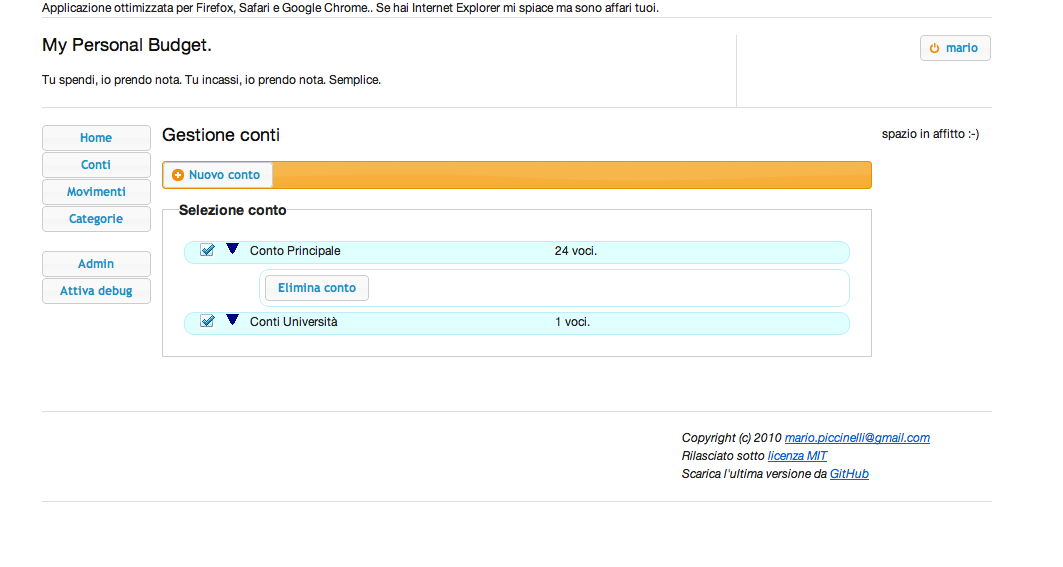 Applicazione ottimizzata per Firefox, Safari e Google Chrome.. Se hai Internet Explorer mi spiace ma sono affari tuoi.
My Personal Budget.
mario
Tu spendi, io prendo nota. Tu incassi, io prendo nota. Semplice.
Home
Conti
Movimenti
Categorie
Admin
Attiva debug
Gestione conti
Nuovo conto
Selezione conto
Conto Principale 24 voci.
Elimina conto
Conti Università 1 voci.
spazio in affitto :-)
Copyright (c) 2010 mario.piccinelli@gmail.com
Rilasciato sotto licenza MIT
Scarica l'ultima versione da GitHub